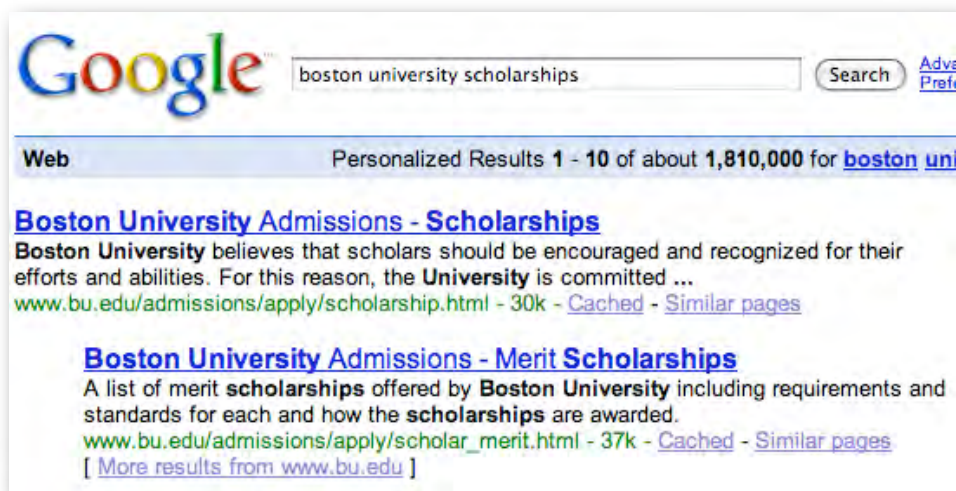 Google
boston university scholarships
Search
Web
Personalized Results 1 - 10 of about 1,810,000 for boston
Boston University Admissions - Scholarships
Boston University believes that scholars should be encouraged and recognized for their
efforts and abilities. For this reason, the University is committed ...
www.bu.edu/admissions/apply/scholarship.html - 30k - Cached - Similar pages
Boston University Admissions - Merit Scholarships
A list of merit scholarships offered by Boston University including requirements and
standards for each and how the scholarships are awarded.
www.bu.edu/admissions/apply/scholar_merit.html - 37k - Cached - Similar pages
[ More results from www.bu.edu ]